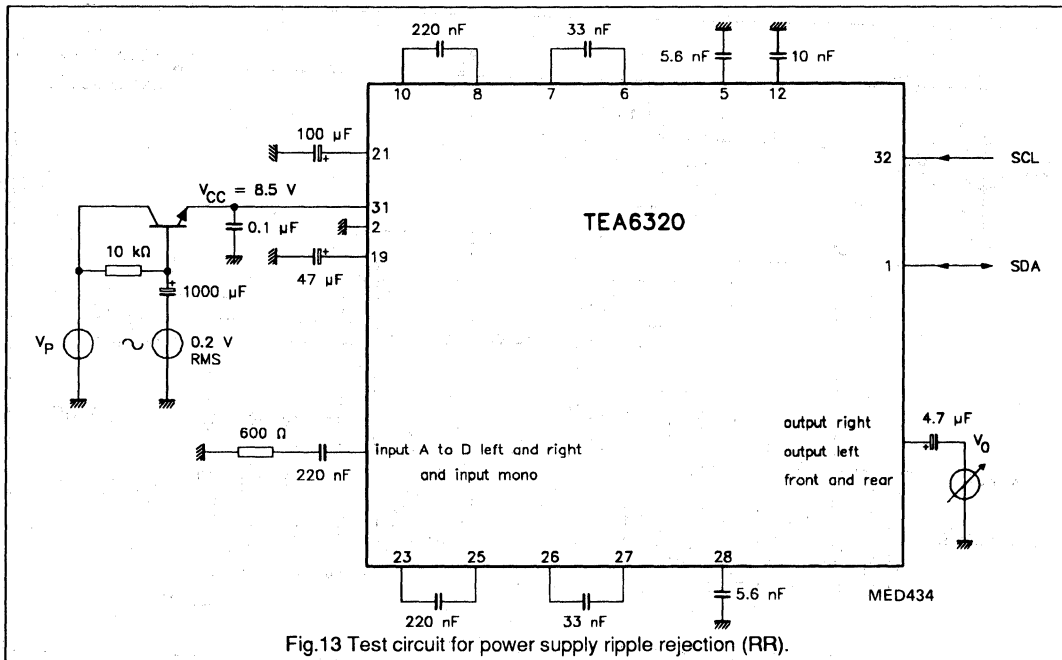 220 nF
33 nF
5.6 nF
10 nF
10
8
7
6
5
12
100 µF
+
21
32
SCL
V_CC = 8.5 V
31
TEA6320
0.1 µF
2
10 kΩ
+
19
1
SDA
+
47 µF
1000 µF
V_P
0.2 V
RMS
600 Ω
220 nF
input A to D left and right
and input mono
output right
output left
front and rear
4.7 µF
+
V_O
23
25
26
27
28
220 nF
33 nF
5.6 nF
MED434
Fig.13 Test circuit for power supply ripple rejection (RR).